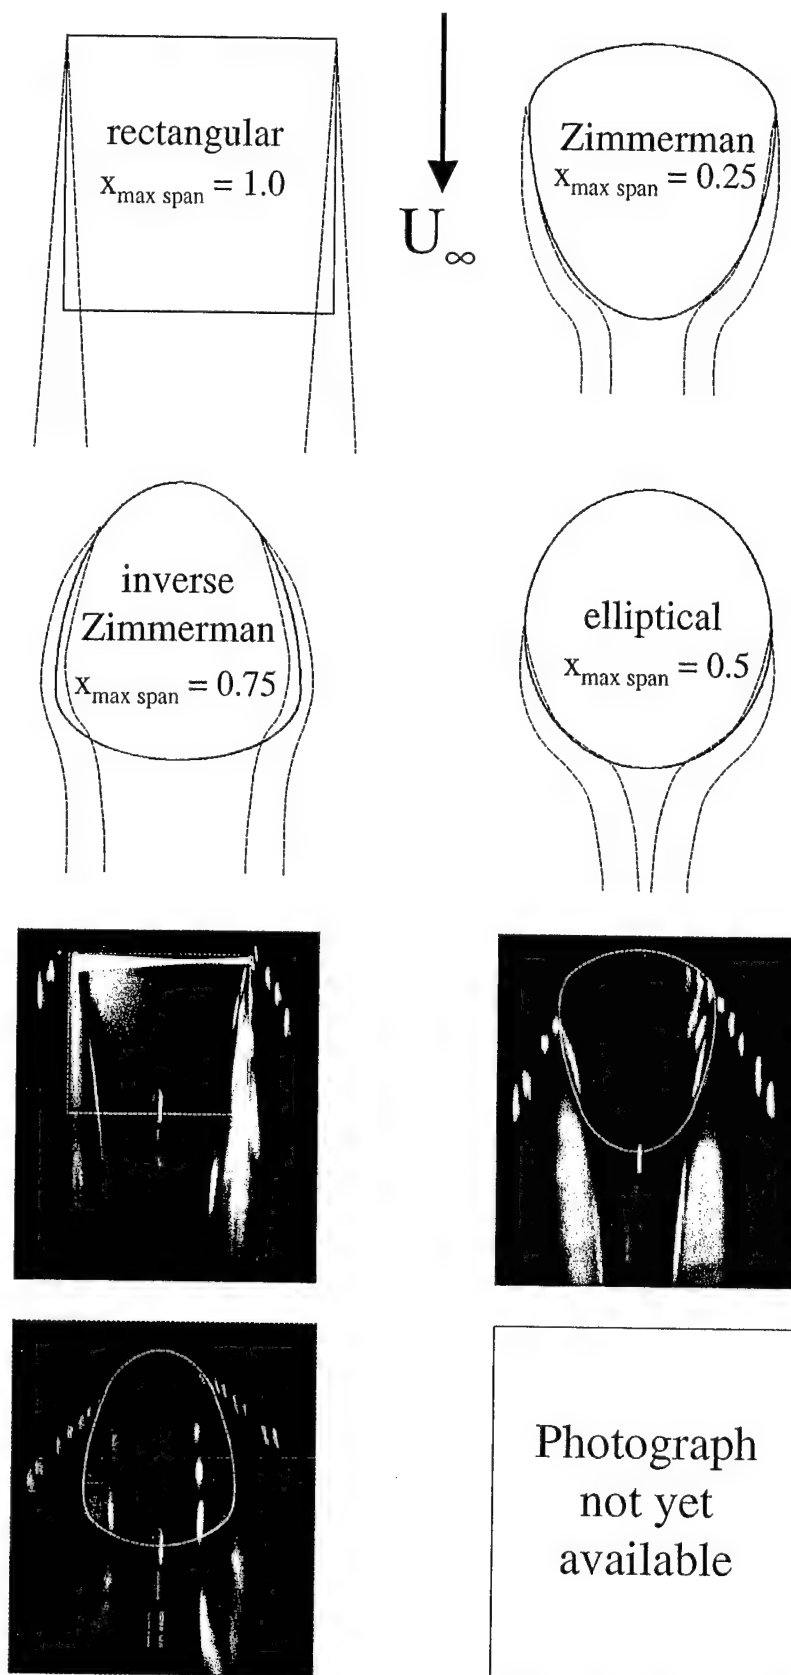 rectangular
x_max span = 1.0
U_∞
Zimmerman
x_max span = 0.25
inverse
Zimmerman
x_max span = 0.75
elliptical
x_max span = 0.5
Photograph
not yet
available